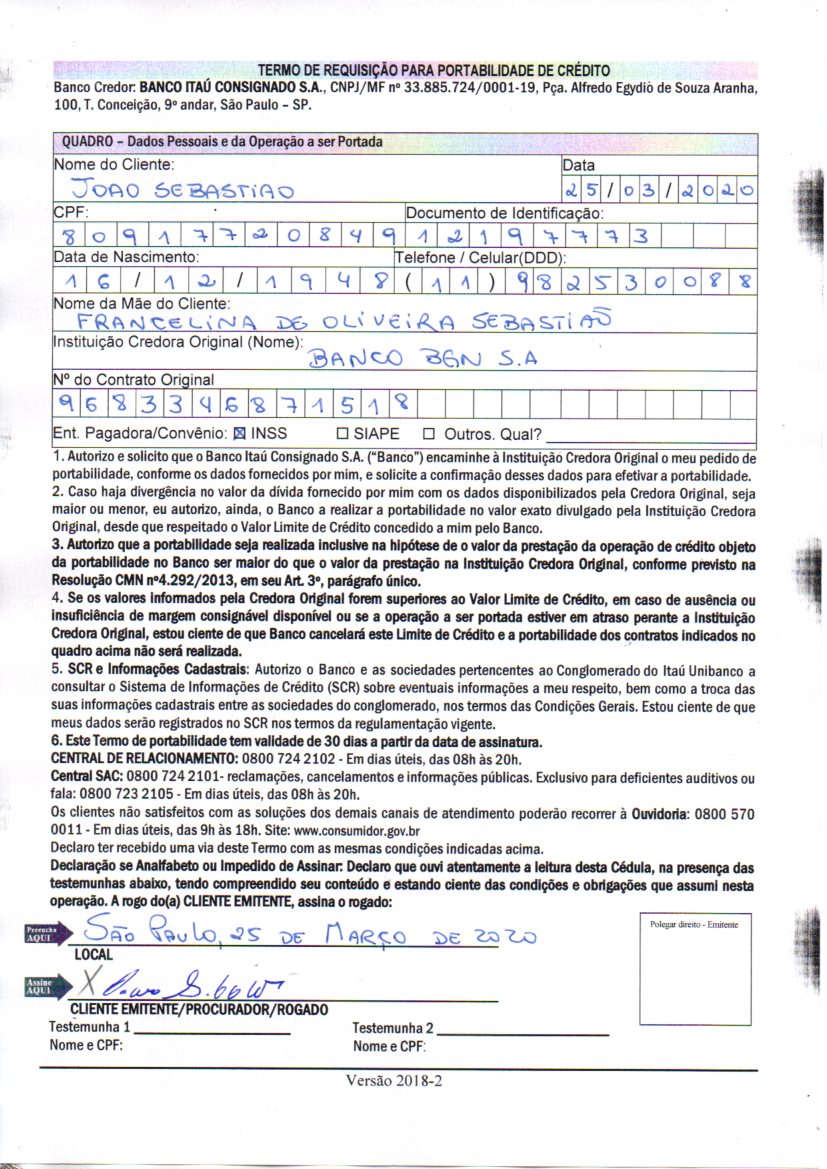 TERMO DE REQUISIÇÃO PARA PORTABILIDADE DE CRÉDITO
Banco Credor: BANCO ITAÚ CONSIGNADO S.A., CNPJ/MF nº 33.885.724/0001-19, Pça. Alfredo Egydio de Souza Aranha,
100, T. Conceição, 9º andar, São Paulo – SP.
QUADRO – Dados Pessoais e da Operação a ser Portada
Nome do Cliente: Data
JOAO SEBASTIAO 25/03/2020
CPF: Documento de Identificação:
80917720849 12197773
Data de Nascimento: Telefone / Celular(DDD):
16/12/1948 (11) 982530088
Nome da Mãe do Cliente:
FRANCELINA DE OLIVEIRA SEBASTIAÕ
Instituição Credora Original (Nome):
BANCO BGN S.A
Nº do Contrato Original
9683346871518
Ent. Pagadora/Convênio: ☒ INSS ☐ SIAPE ☐ Outros. Qual?
1. Autorizo e solicito que o Banco Itaú Consignado S.A. (“Banco”) encaminhe à Instituição Credora Original o meu pedido de
portabilidade, conforme os dados fornecidos por mim, e solicite a confirmação desses dados para efetivar a portabilidade.
2. Caso haja divergência no valor da dívida fornecido por mim com os dados disponibilizados pela Credora Original, seja
maior ou menor, eu autorizo, ainda, o Banco a realizar a portabilidade no valor exato divulgado pela Instituição Credora
Original, desde que respeitado o Valor Limite de Crédito concedido a mim pelo Banco.
3. Autorizo que a portabilidade seja realizada inclusive na hipótese de o valor da prestação da operação de crédito objeto
da portabilidade no Banco ser maior do que o valor da prestação na Instituição Credora Original, conforme previsto na
Resolução CMN nº4.292/2013, em seu Art. 3º, parágrafo único.
4. Se os valores informados pela Credora Original forem superiores ao Valor Limite de Crédito, em caso de ausência ou
insuficiência de margem consignável disponível ou se a operação a ser portada estiver em atraso perante a Instituição
Credora Original, estou ciente de que Banco cancelará este Limite de Crédito e a portabilidade dos contratos indicados no
quadro acima não será realizada.
5. SCR e Informações Cadastrais: Autorizo o Banco e as sociedades pertencentes ao Conglomerado do Itaú Unibanco a
consultar o Sistema de Informações de Crédito (SCR) sobre eventuais informações a meu respeito, bem como a troca das
suas informações cadastrais entre as sociedades do conglomerado, nos termos das Condições Gerais. Estou ciente de que
meus dados serão registrados no SCR nos termos da regulamentação vigente.
6. Este Termo de portabilidade tem validade de 30 dias a partir da data de assinatura.
CENTRAL DE RELACIONAMENTO: 0800 724 2102 - Em dias úteis, das 08h às 20h.
Central SAC: 0800 724 2101- reclamações, cancelamentos e informações públicas. Exclusivo para deficientes auditivos ou
fala: 0800 723 2105 - Em dias úteis, das 08h às 20h.
Os clientes não satisfeitos com as soluções dos demais canais de atendimento poderão recorrer à Ouvidoria: 0800 570
0011 - Em dias úteis, das 9h às 18h. Site: www.consumidor.gov.br
Declaro ter recebido uma via deste Termo com as mesmas condições indicadas acima.
Declaração se Analfabeto ou Impedido de Assinar: Declaro que ouvi atentamente a leitura desta Cédula, na presença das
testemunhas abaixo, tendo compreendido seu conteúdo e estando ciente das condições e obrigações que assumi nesta
operação. A rogo do(a) CLIENTE EMITENTE, assina o rogado:
Polegar direito - Emitente
Preencha AQUI SÃO PAULO, 25 DE MARÇO DE 2020
LOCAL
Assine AQUI X
CLIENTE EMITENTE/PROCURADOR/ROGADO
Testemunha 1 Testemunha 2
Nome e CPF: Nome e CPF:
Versão 2018-2